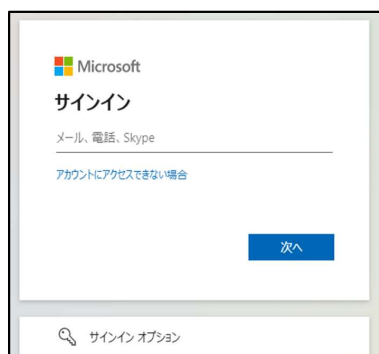 Microsoft
サインイン
メール、電話、Skype
アカウントにアクセスできない場合
次へ
サインイン オプション